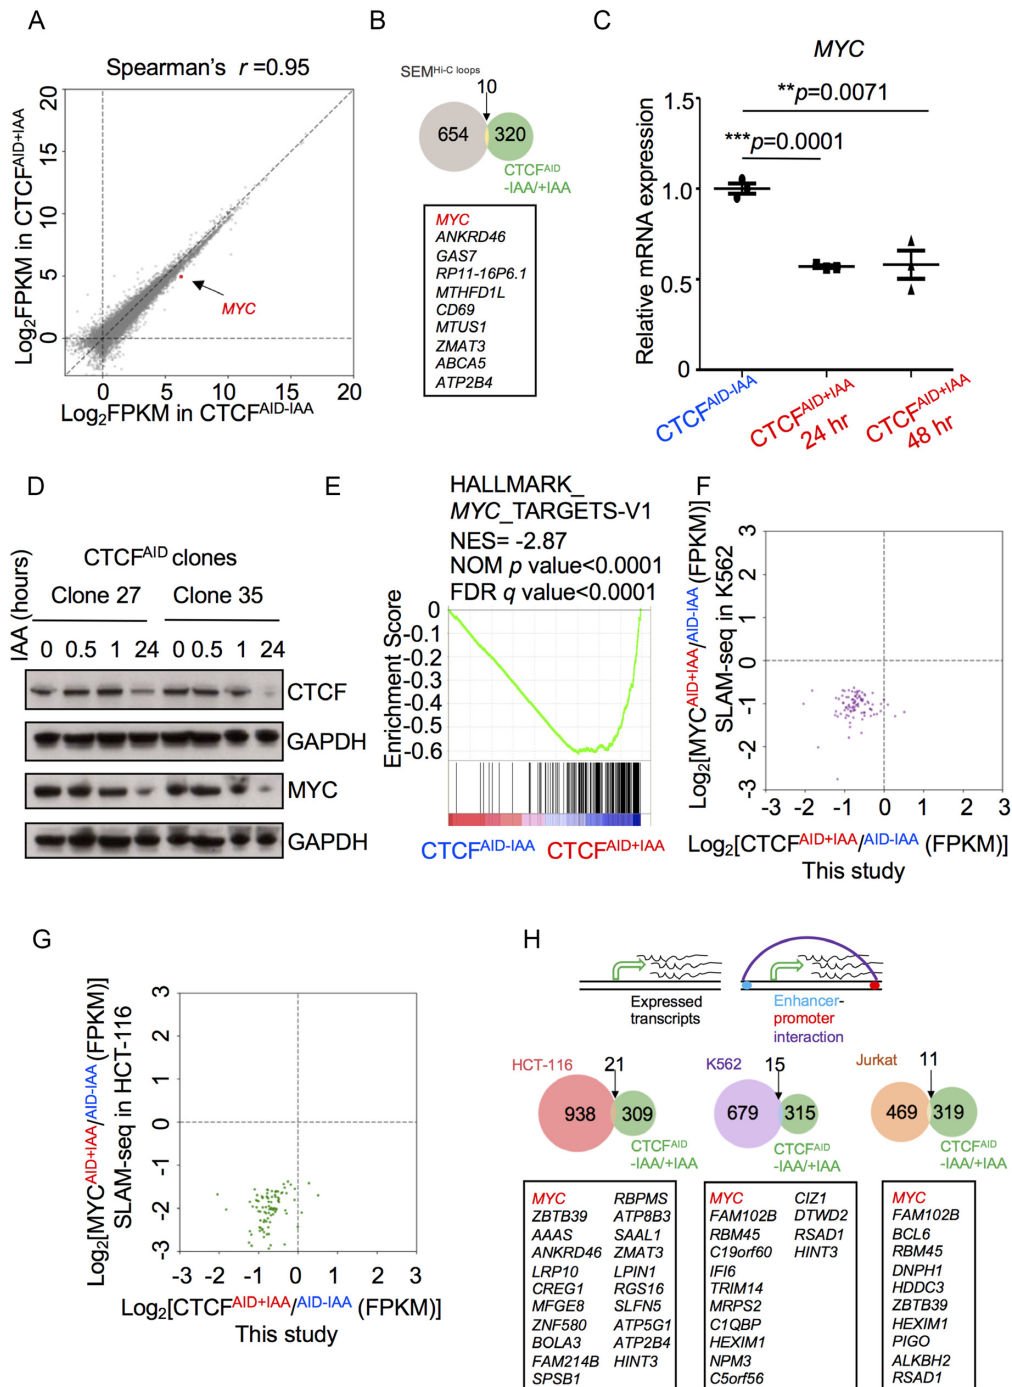 A
Spearman's r =0.95
Log2FPKM in CTCFAID+IAA
20
15
10
5
0
MYC
0 5 10 15 20
Log2FPKM in CTCFAID-IAA
B
SEMHi-C loops
10
654 320
CTCFAID
-IAA/+IAA
MYC
ANKRD46
GAS7
RP11-16P6.1
MTHFD1L
CD69
MTUS1
ZMAT3
ABCA5
ATP2B4
C
MYC
Relative mRNA expression
1.5
1.0
0.5
0
**p=0.0071
***p=0.0001
CTCFAID-IAA
CTCFAID+IAA
24 hr
CTCFAID+IAA
48 hr
D
CTCFAID clones
IAA (hours)
Clone 27 Clone 35
0 0.5 1 24 0 0.5 1 24
CTCF
GAPDH
MYC
GAPDH
E
HALLMARK_
MYC_TARGETS-V1
NES= -2.87
NOM p value<0.0001
FDR q value<0.0001
Enrichment Score
0
-0.1
-0.2
-0.3
-0.4
-0.5
-0.6
CTCFAID-IAA CTCFAID+IAA
F
Log2[MYCAID+IAA/AID-IAA (FPKM)]
SLAM-seq in K562
3
2
1
0
-1
-2
-3
-3 -2 -1 0 1 2 3
Log2[CTCFAID+IAA/AID-IAA (FPKM)]
This study
G
Log2[MYCAID+IAA/AID-IAA (FPKM)]
SLAM-seq in HCT-116
3
2
1
0
-1
-2
-3
-3 -2 -1 0 1 2 3
Log2[CTCFAID+IAA/AID-IAA (FPKM)]
This study
H
Expressed
transcripts
Enhancer-
promoter
interaction
HCT-116
21
938 309
CTCFAID
-IAA/+IAA
MYC RBPMS
ZBTB39 ATP8B3
AAAS SAAL1
ANKRD46 ZMAT3
LRP10 LPIN1
CREG1 RGS16
MFGE8 SLFN5
ZNF580 ATP5G1
BOLA3 ATP2B4
FAM214B HINT3
SPSB1
K562
15
679 315
CTCFAID
-IAA/+IAA
MYC CIZ1
FAM102B DTWD2
RBM45 RSAD1
C19orf60 HINT3
IFI6
TRIM14
MRPS2
C1QBP
HEXIM1
NPM3
C5orf56
Jurkat
11
469 319
CTCFAID
-IAA/+IAA
MYC
FAM102B
BCL6
RBM45
DNPH1
HDDC3
ZBTB39
HEXIM1
PIGO
ALKBH2
RSAD1